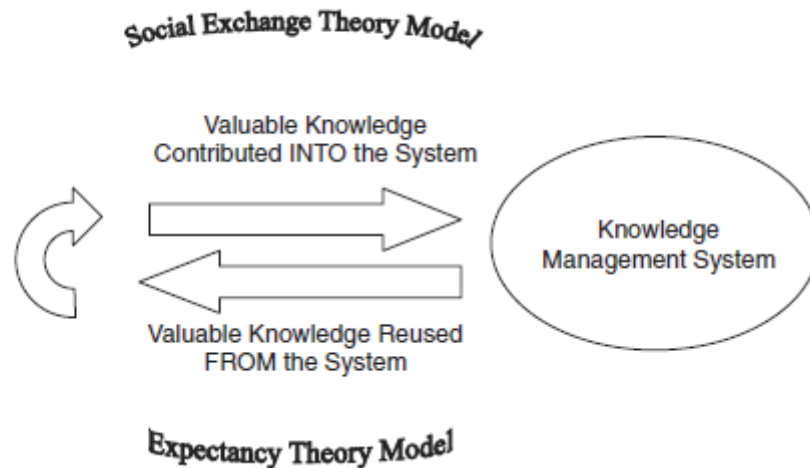 Social Exchange Theory Model
Valuable Knowledge
Contributed INTO the System
Knowledge
Management System
Valuable Knowledge Reused
FROM the System
Expectancy Theory Model